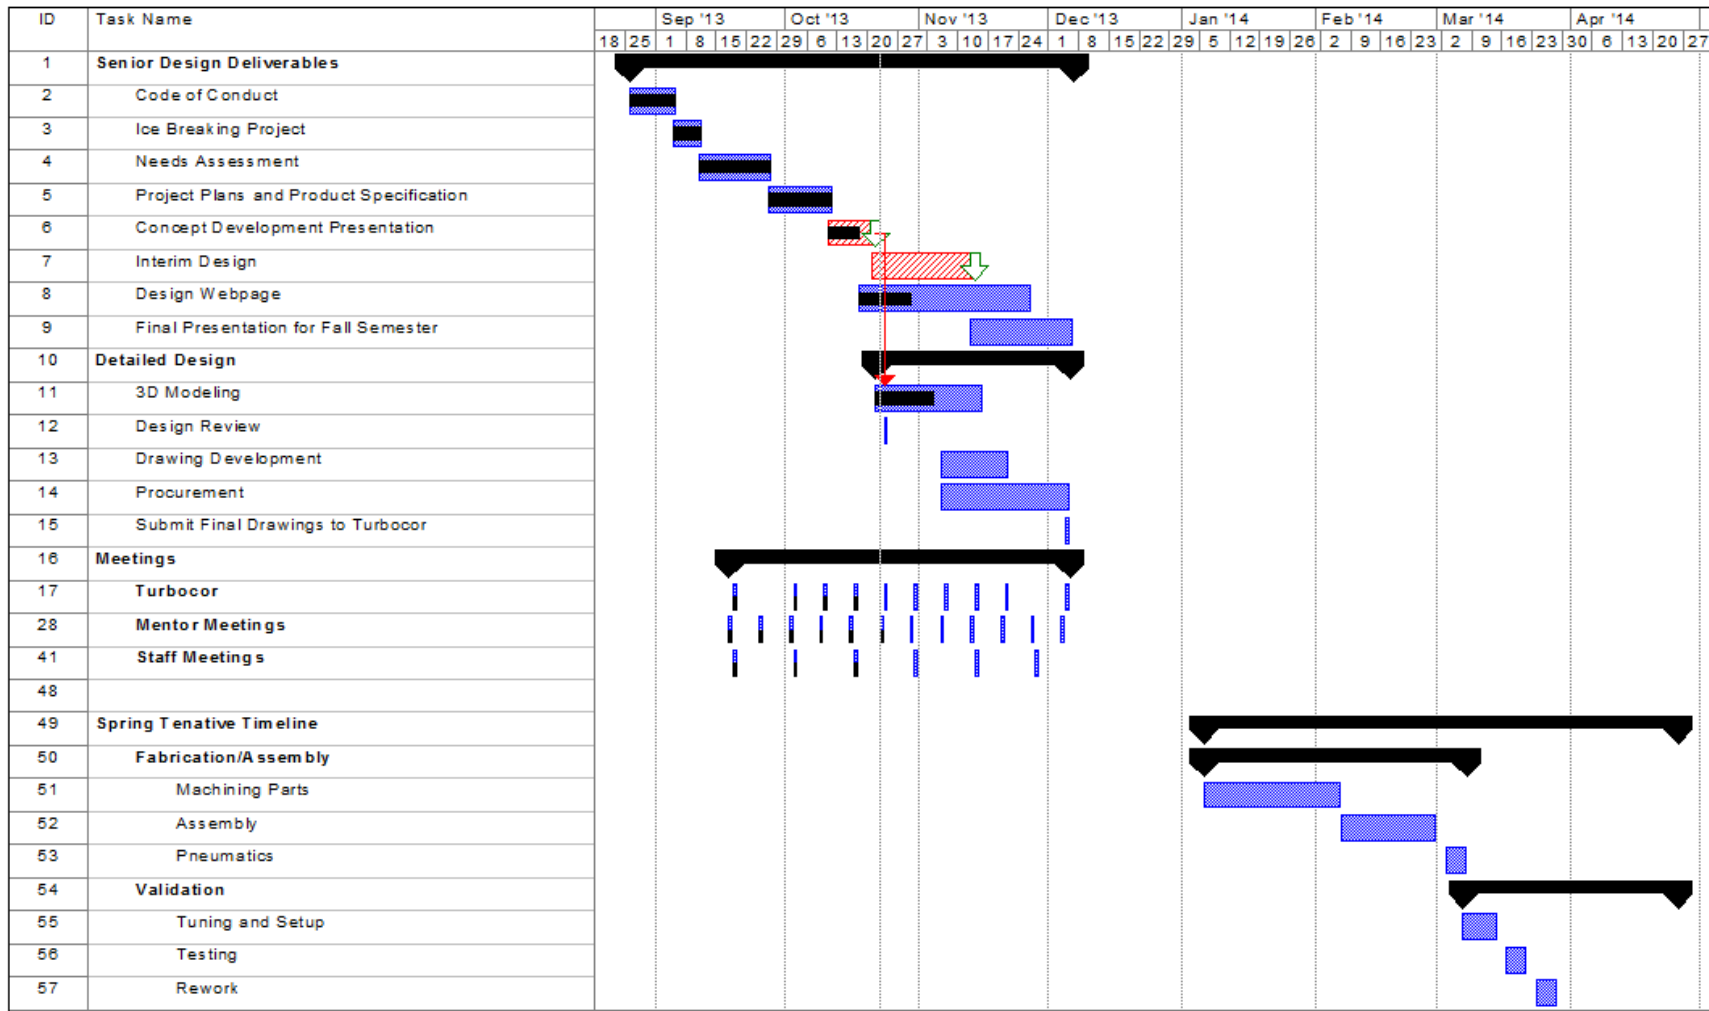 ID Task Name Sep '13 Oct '13 Nov '13 Dec '13 Jan '14 Feb '14 Mar '14 Apr '14
18 25 1 8 15 22 29 6 13 20 27 3 10 17 24 1 8 15 22 29 5 12 19 26 2 9 16 23 2 9 16 23 30 6 13 20 27
1 Senior Design Deliverables
2 Code of Conduct
3 Ice Breaking Project
4 Needs Assessment
5 Project Plans and Product Specification
6 Concept Development Presentation
7 Interim Design
8 Design Webpage
9 Final Presentation for Fall Semester
10 Detailed Design
11 3D Modeling
12 Design Review
13 Drawing Development
14 Procurement
15 Submit Final Drawings to Turbocor
16 Meetings
17 Turbocor
28 Mentor Meetings
41 Staff Meetings
48
49 Spring Tenative Timeline
50 Fabrication/Assembly
51 Machining Parts
52 Assembly
53 Pneumatics
54 Validation
55 Tuning and Setup
56 Testing
57 Rework